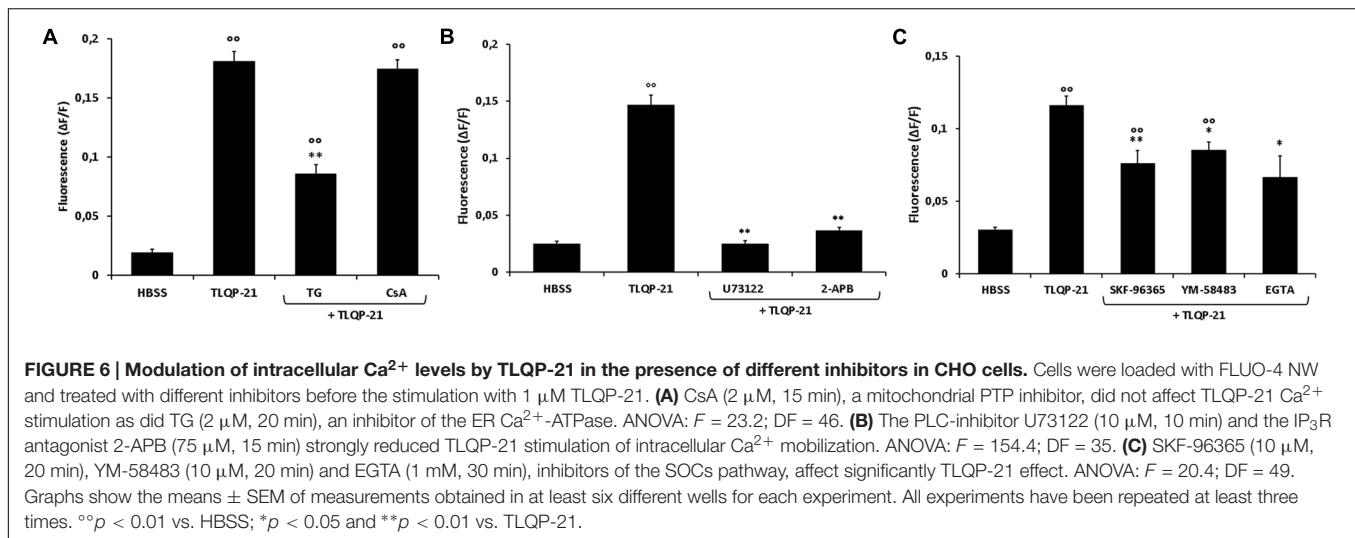 A
B
C
0,2
0,15
0,1
0,05
0
Fluorescence (ΔF/F)
°°
°°
**
°°
HBSS
TLQP-21
TG
CsA
+ TLQP-21
0,2
0,15
0,1
0,05
0
Fluorescence (ΔF/F)
°°
**
**
HBSS
TLQP-21
U73122
2-APB
+ TLQP-21
0,15
0,1
0,05
0
Fluorescence (ΔF/F)
°°
°°
**
°°
*
*
HBSS
TLQP-21
SKF-96365
YM-58483
EGTA
+ TLQP-21
FIGURE 6 | Modulation of intracellular Ca²⁺ levels by TLQP-21 in the presence of different inhibitors in CHO cells. Cells were loaded with FLUO-4 NW
and treated with different inhibitors before the stimulation with 1 μM TLQP-21. (A) CsA (2 μM, 15 min), a mitochondrial PTP inhibitor, did not affect TLQP-21 Ca²⁺
stimulation as did TG (2 μM, 20 min), an inhibitor of the ER Ca²⁺-ATPase. ANOVA: F = 23.2; DF = 46. (B) The PLC-inhibitor U73122 (10 μM, 10 min) and the IP₃R
antagonist 2-APB (75 μM, 15 min) strongly reduced TLQP-21 stimulation of intracellular Ca²⁺ mobilization. ANOVA: F = 154.4; DF = 35. (C) SKF-96365 (10 μM,
20 min), YM-58483 (10 μM, 20 min) and EGTA (1 mM, 30 min), inhibitors of the SOCs pathway, affect significantly TLQP-21 effect. ANOVA: F = 20.4; DF = 49.
Graphs show the means ± SEM of measurements obtained in at least six different wells for each experiment. All experiments have been repeated at least three
times. °°p < 0.01 vs. HBSS; *p < 0.05 and **p < 0.01 vs. TLQP-21.